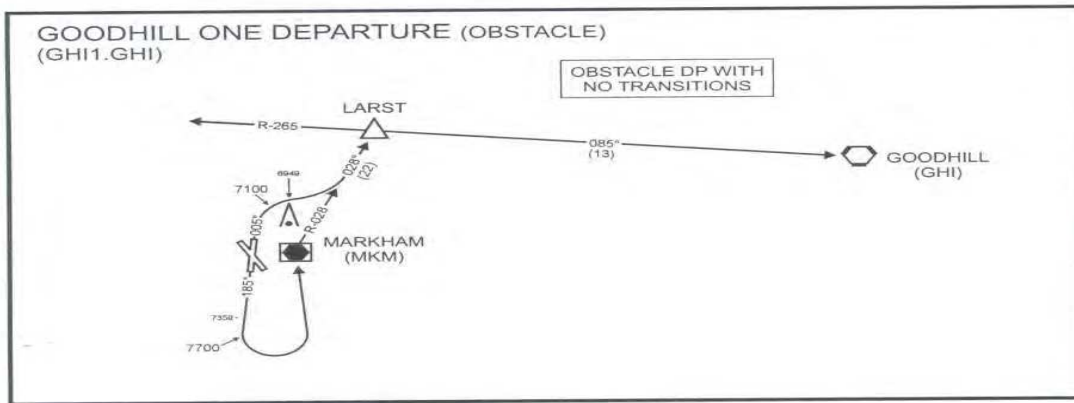 GOODHILL ONE DEPARTURE (OBSTACLE)
(GHI1.GHI)
OBSTACLE DP WITH
NO TRANSITIONS
LARST
R-265
085°
(13)
GOODHILL
(GHI)
028°
(22)
6949
7100
005°
R-028
MARKHAM
(MKM)
185°
7358
7700